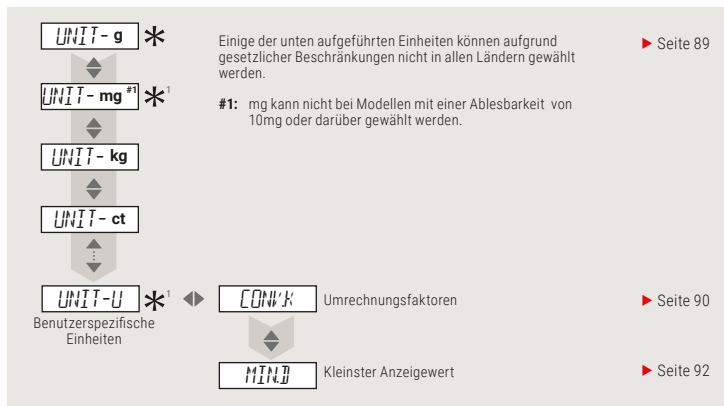 UNIT- g *
Einige der unten aufgeführten Einheiten können aufgrund
gesetzlicher Beschränkungen nicht in allen Ländern gewählt
werden.
▶ Seite 89
#1: mg kann nicht bei Modellen mit einer Ablesbarkeit von
10mg oder darüber gewählt werden.
UNIT- mg #1 *1
UNIT- kg
UNIT- ct
UNIT-U *1
Benutzerspezifische
Einheiten
CONV.K Umrechnungsfaktoren
▶ Seite 90
MIN.D Kleinster Anzeigewert
▶ Seite 92